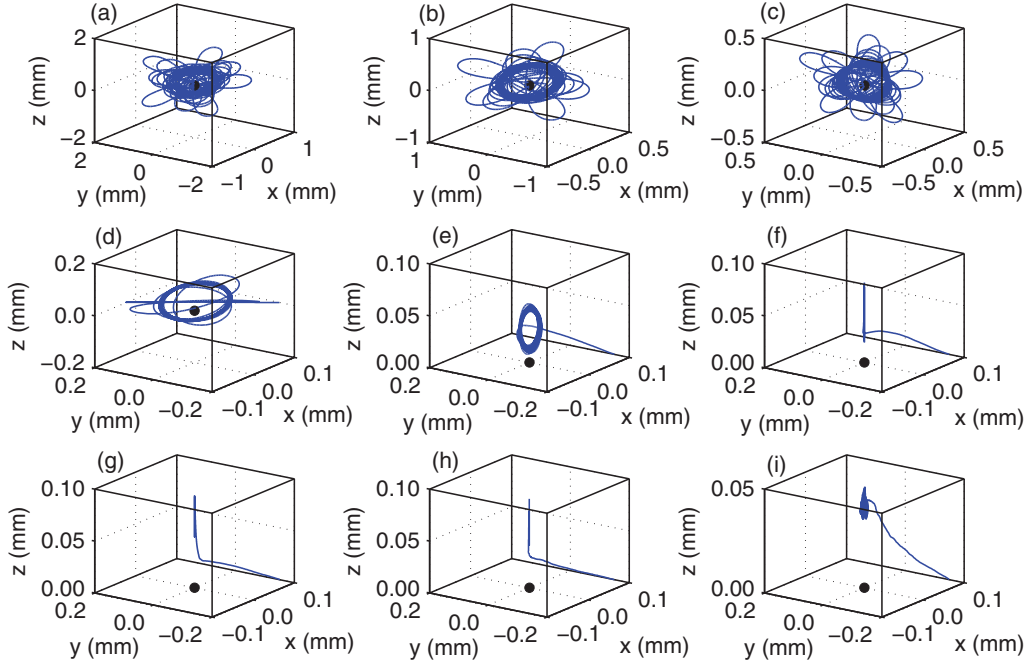 (a) (b) (c)
2 1 0.5
z (mm) 0 z (mm) 0 z (mm) 0.0
−2 −1 −0.5
2 1 1 0.5 0.5 0.5
0 0 0 0.0 0.0 0.0
y (mm) −2 −1 x (mm) y (mm) −1 −0.5 x (mm) y (mm) −0.5 −0.5 x (mm)
(d) (e) (f)
0.2 0.10 0.10
z (mm) 0.0 z (mm) 0.05 z (mm) 0.05
−0.2 0.00 0.00
0.2 0.1 0.2 0.1 0.2 0.1
0.0 0.0 0.0 0.0 0.0 0.0
y (mm) −0.2 −0.1 x (mm) y (mm) −0.2 −0.1 x (mm) y (mm) −0.2 −0.1 x (mm)
(g) (h) (i)
0.10 0.10 0.05
z (mm) 0.05 z (mm) 0.05 z (mm)
0.00 0.00 0.00
0.2 0.1 0.2 0.1 0.2 0.1
0.0 0.0 0.0 0.0 0.0 0.0
y (mm) −0.2 −0.1 x (mm) y (mm) −0.2 −0.1 x (mm) y (mm) −0.2 −0.1 x (mm)